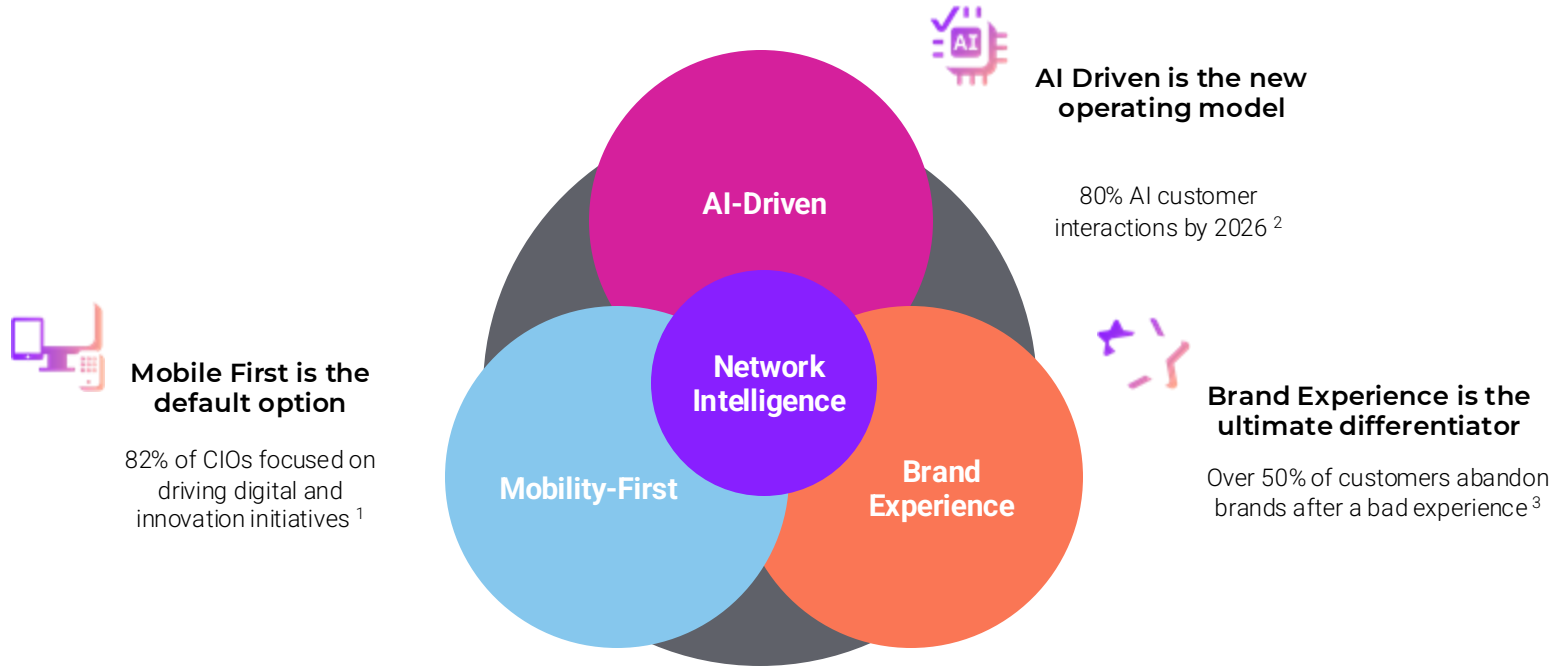 AI
AI Driven is the new
operating model
80% AI customer
interactions by 2026 2
AI-Driven
Mobile First is the
default option
82% of CIOs focused on
driving digital and
innovation initiatives 1
Network
Intelligence
Mobility-First
Brand
Experience
Brand Experience is the
ultimate differentiator
Over 50% of customers abandon
brands after a bad experience 3